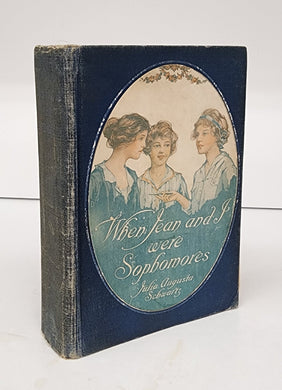 When Jean and I
were
Sophomores
Julia Augusta
Schwartz